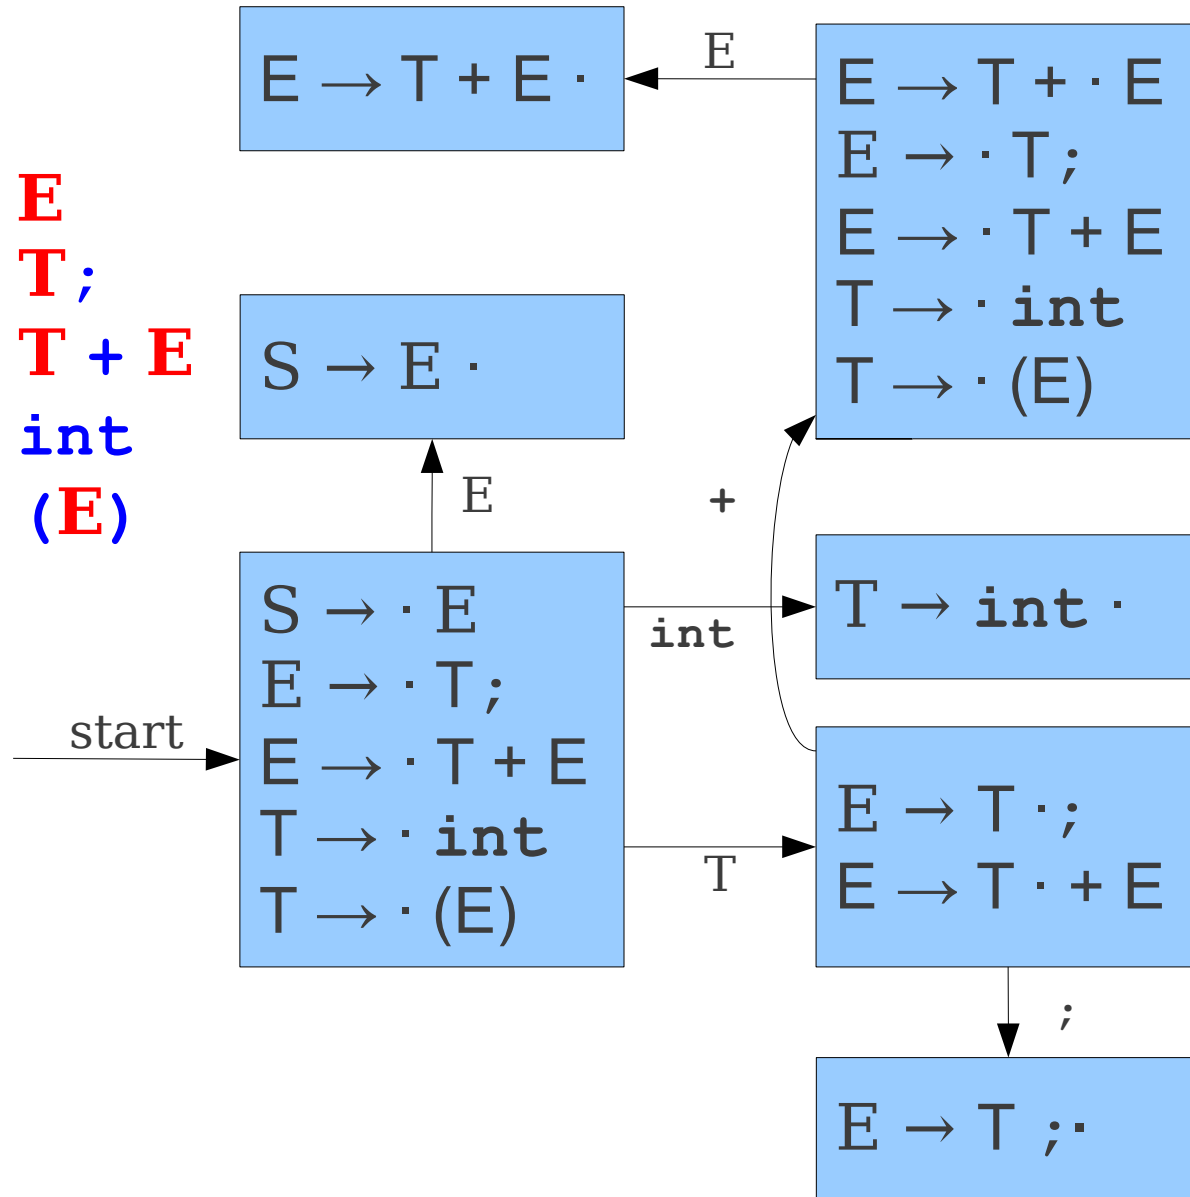 E
T ;
T + E
int
(E)
E → T + E ·
E
E → T + · E
E → · T ;
E → · T + E
T → · int
T → · (E)
S → E ·
E
+
start
S → · E
E → · T ;
E → · T + E
T → · int
T → · (E)
int
T → int ·
T
E → T · ;
E → T · + E
;
E → T ; ·